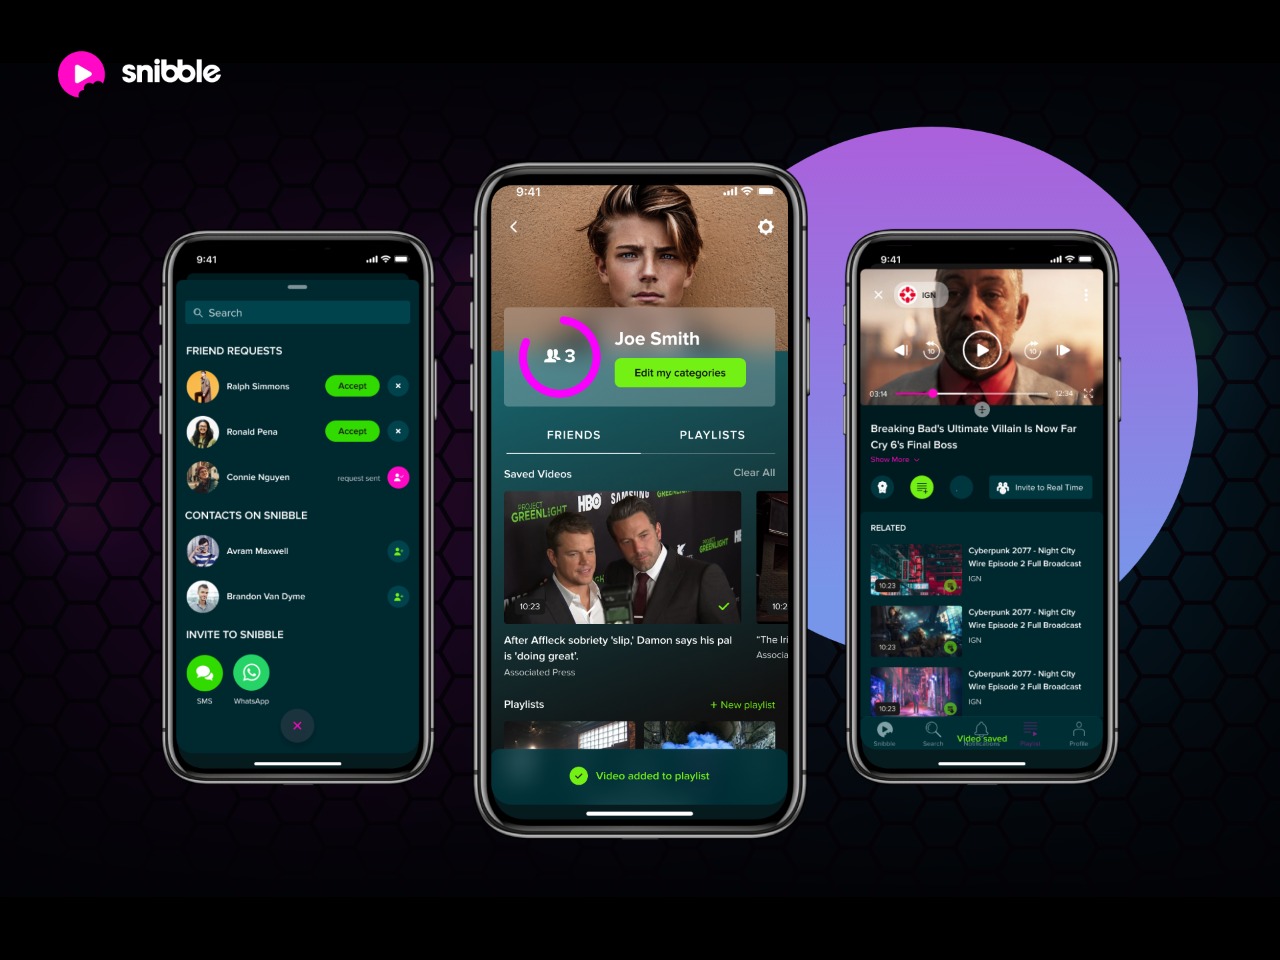 snibble
9:41
Search
FRIEND REQUESTS
Ralph Simmons
Accept
Ronald Pena
Accept
Connie Nguyen
request sent
CONTACTS ON SNIBBLE
Avram Maxwell
Brandon Van Dyme
INVITE TO SNIBBLE
SMS
WhatsApp
9:41
3
Joe Smith
Edit my categories
FRIENDS
PLAYLISTS
Saved Videos
Clear All
PROJECT
GREENLIGHT
HBO
SAMSUNG
PROJECT
GREENLIGHT
10:23
10:2
After Affleck sobriety 'slip,' Damon says his pal
is 'doing great'.
Associated Press
"The Iri
Associa
Playlists
+ New playlist
Video added to playlist
9:41
IGN
10
10
03:14
12:34
Breaking Bad's Ultimate Villain Is Now Far
Cry 6's Final Boss
Show More
Invite to Real Time
RELATED
Cyberpunk 2077 - Night City
Wire Episode 2 Full Broadcast
IGN
10:23
Cyberpunk 2077 - Night City
Wire Episode 2 Full Broadcast
IGN
10:23
Cyberpunk 2077 - Night City
Wire Episode 2 Full Broadcast
IGN
10:23
Snibble
Search
Notifications
Playlist
Profile
Video saved